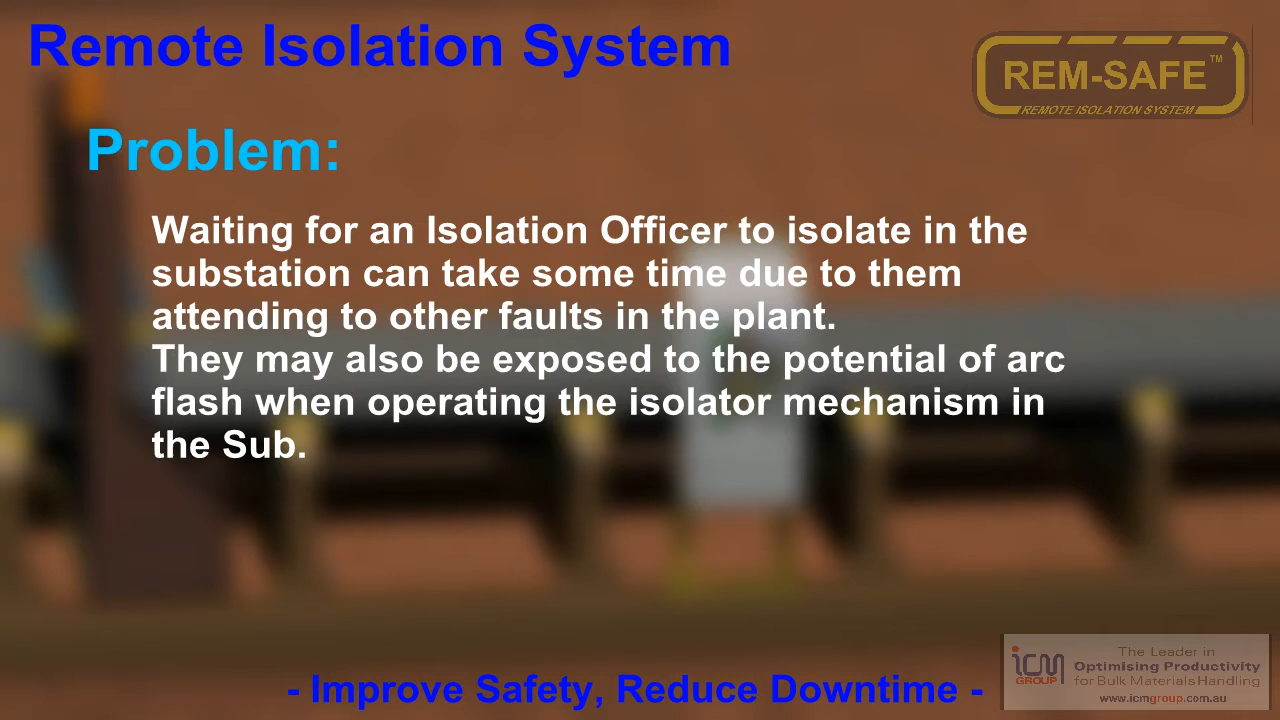 Remote Isolation System
REM-SAFE™
REMOTE ISOLATION SYSTEM
Problem:
Waiting for an Isolation Officer to isolate in the
substation can take some time due to them
attending to other faults in the plant.
They may also be exposed to the potential of arc
flash when operating the isolator mechanism in
the Sub.
- Improve Safety, Reduce Downtime -
icm
GROUP
The Leader in
Optimising Productivity
for Bulk Materials Handling
www.icmgroup.com.au